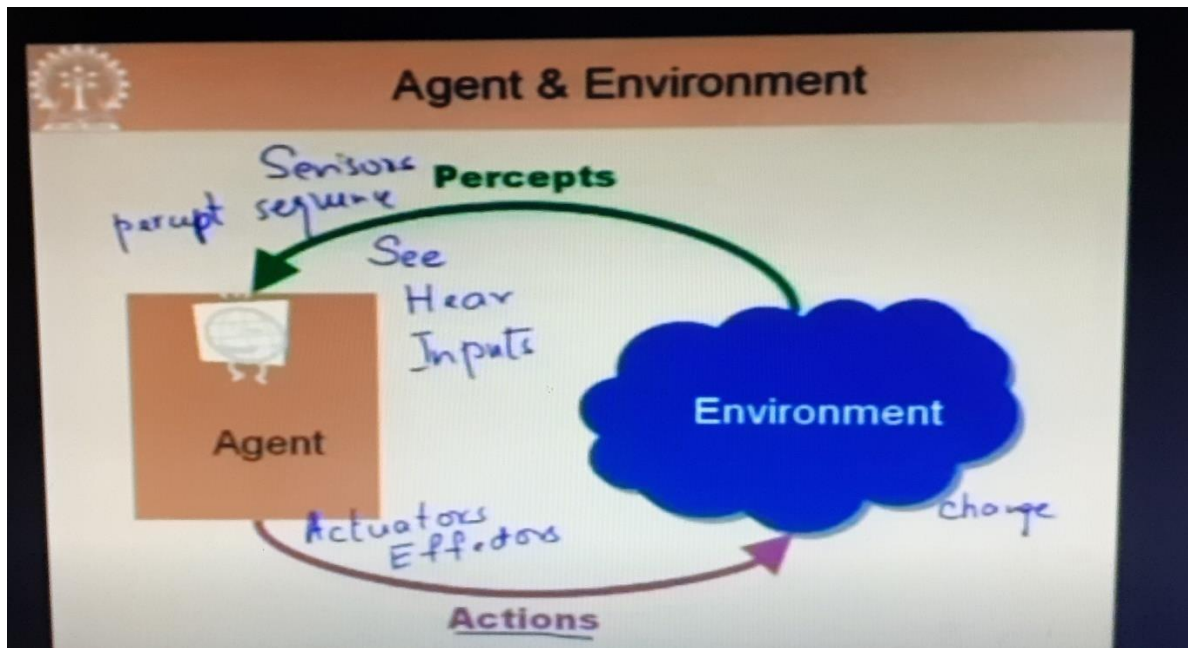 Agent & Environment
Sensors
Percepts
percept sequence
See
Hear
Inputs
Environment
Agent
change
Actuators
Effectors
Actions